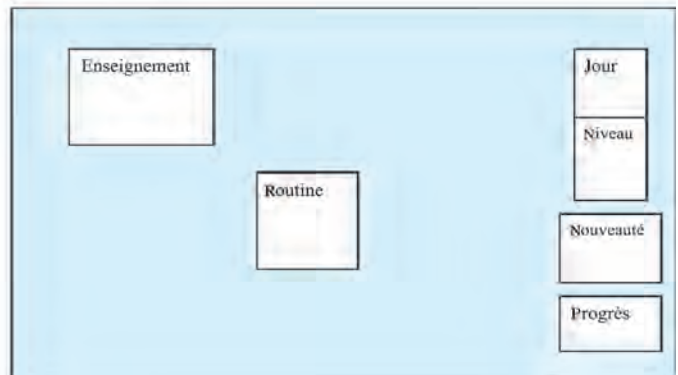 Enseignement
Jour
Niveau
Routine
Nouveauté
Progrès